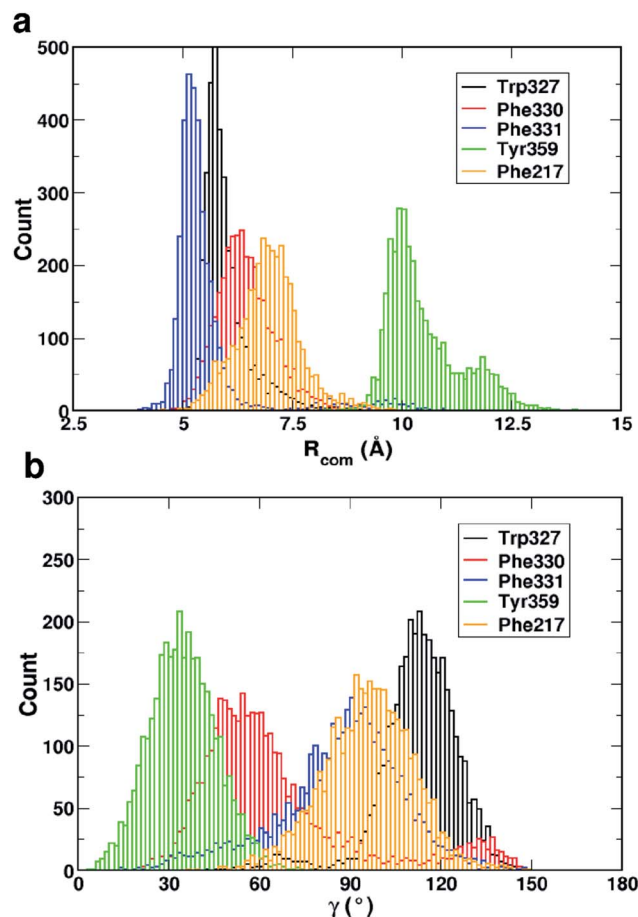 a
500
400
300
200
100
0
Count
2.5 5 7.5 10 12.5 15
R_com (Å)
Trp327
Phe330
Phe331
Tyr359
Phe217
b
300
250
200
150
100
50
0
Count
0 30 60 90 120 150 180
γ (°)
Trp327
Phe330
Phe331
Tyr359
Phe217